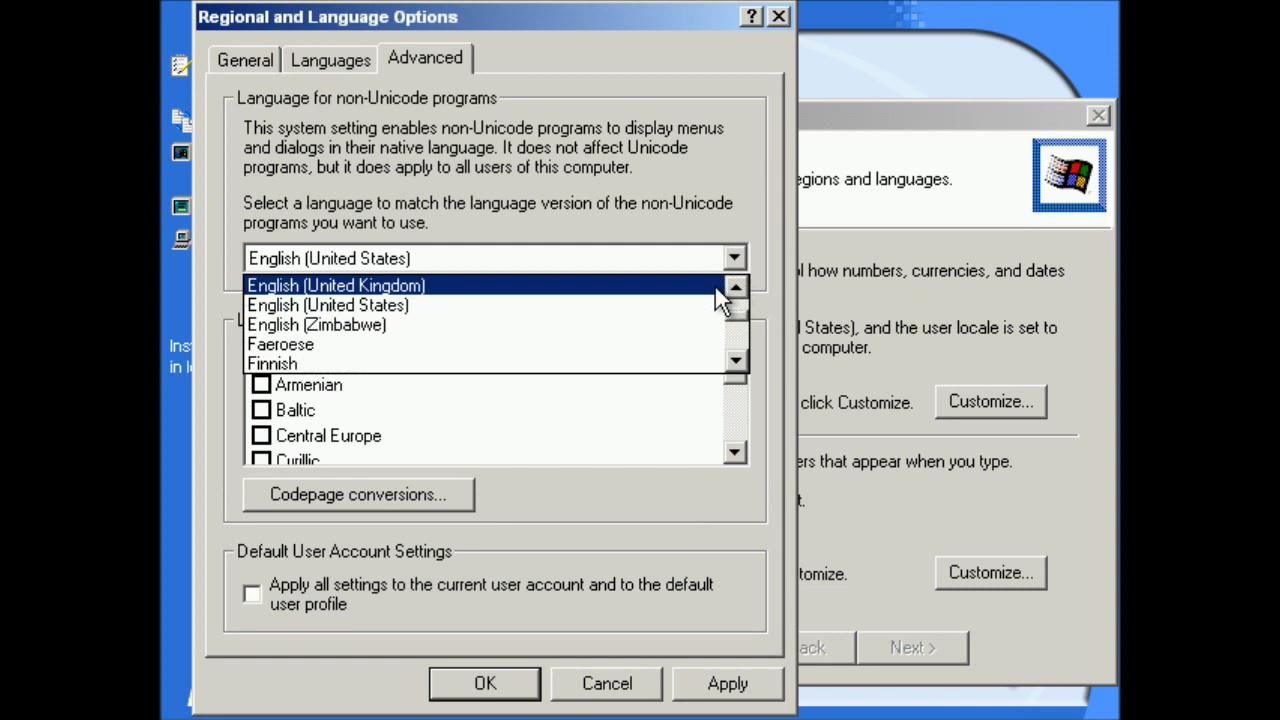 Regional and Language Options
General
Languages
Advanced
Language for non-Unicode programs
This system setting enables non-Unicode programs to display menus
and dialogs in their native language. It does not affect Unicode
programs, but it does apply to all users of this computer.
Select a language to match the language version of the non-Unicode
programs you want to use.
English (United States)
English (United Kingdom)
English (United States)
English (Zimbabwe)
Faeroese
Finnish
Armenian
Baltic
Central Europe
Cyrillic
Codepage conversions...
Default User Account Settings
Apply all settings to the current user account and to the default
user profile
OK
Cancel
Apply
egions and languages.
l how numbers, currencies, and dates
States), and the user locale is set to
computer.
click Customize.
Customize...
ers that appear when you type.
t.
tomize.
Customize...
ack
Next >
Ins
in l